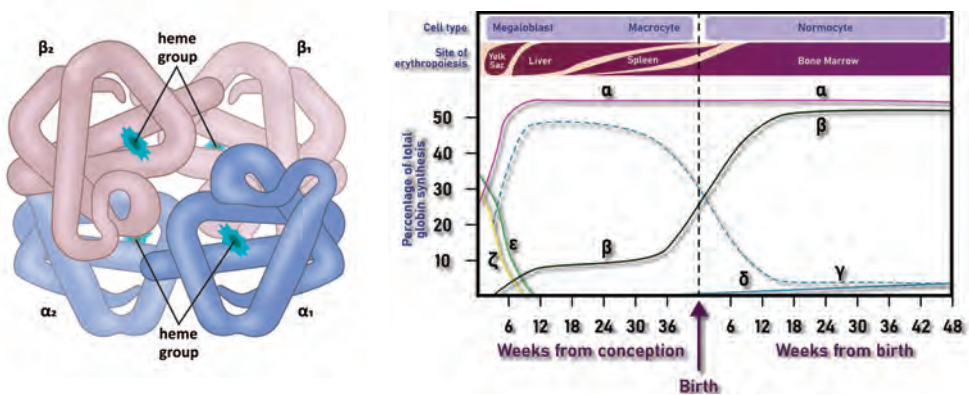 β₂
heme
group
β₁
α₂
heme
group
α₁
Cell type
Megaloblast
Macrocyte
Normocyte
Site of
erythropoiesis
Yolk
Sac
Liver
Spleen
Bone Marrow
Percentage of total
globin synthesis
50
40
30
20
10
α
α
β
ζ
ε
β
δ
γ
6 12 18 24 30 36
6 12 18 24 30 36 42 48
Weeks from conception
Weeks from birth
Birth